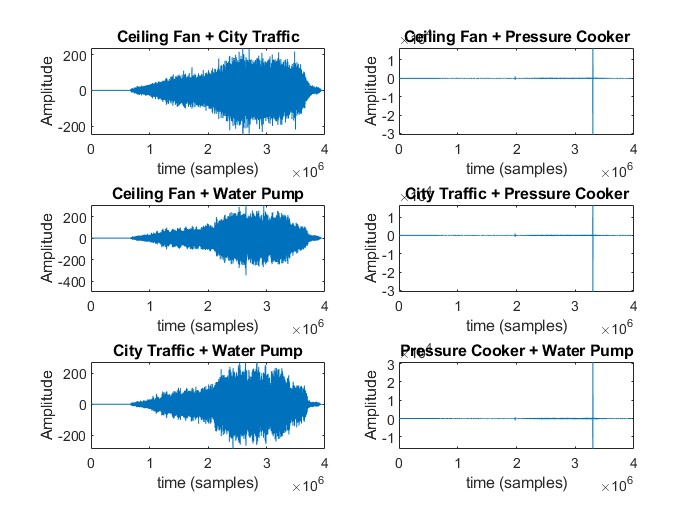 Ceiling Fan + City Traffic
Amplitude
200
0
-200
0 1 2 3 4
time (samples)
×10^6
Ceiling Fan + Pressure Cooker
Amplitude
1
0
-1
-2
-3
0 1 2 3 4
time (samples)
×10^6
Ceiling Fan + Water Pump
Amplitude
200
0
-200
-400
0 1 2 3 4
time (samples)
×10^6
City Traffic + Pressure Cooker
Amplitude
1
0
-1
-2
-3
0 1 2 3 4
time (samples)
×10^6
City Traffic + Water Pump
Amplitude
200
0
-200
0 1 2 3 4
time (samples)
×10^6
Pressure Cooker + Water Pump
Amplitude
3
2
1
0
-1
0 1 2 3 4
time (samples)
×10^6